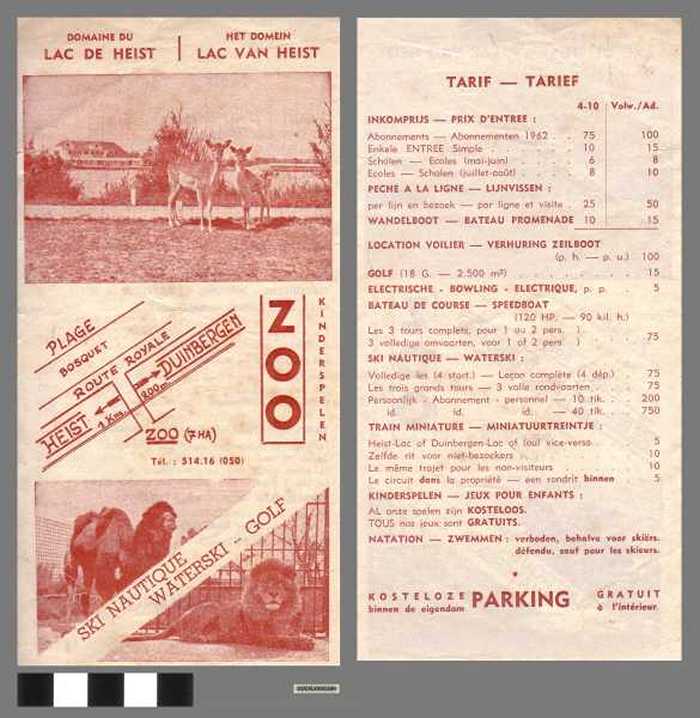 DOMAINE DU
LAC DE HEIST
HET DOMEIN
LAC VAN HEIST
PLAGE
BOSQUET
ROUTE ROYALE
DUINBERGEN
200m.
1 Km.
HEIST
ZOO (7 HA)
Tél. : 514.16 (050)
ZOO
KINDERSPELEN
SKI NAUTIQUE
WATERSKI - GOLF
TARIF — TARIEF
4-10 Volw./Ad.
INKOMPRIJS — PRIX D'ENTREE :
Abonnements — Abonnementen 1962 . . 75 100
Enkele ENTREE Simple . . . . 10 15
Scholen — Ecoles (mai-juin) . . . 6 8
Ecoles — Scholen (juillet-août) . . . 8 10
PECHE A LA LIGNE — LIJNVISSEN :
per lijn en bezoek — par ligne et visite . 25 50
WANDELBOOT — BATEAU PROMENADE 10 15
LOCATION VOILIER — VERHURING ZEILBOOT
(p. h. — p. u.) 100
GOLF (18 G. — 2.500 m²) . . . . . . . 15
ELECTRISCHE - BOWLING - ELECTRIQUE, p. p. . 5
BATEAU DE COURSE — SPEEDBOAT
(120 HP. — 90 kil. h.)
Les 3 tours complets, pour 1 ou 2 pers. )
3 volledige omvaarten, voor 1 of 2 pers. ) . . 75
SKI NAUTIQUE — WATERSKI :
Volledige les (4 start.) — Leçon complète (4 dép.) 75
Les trois grands tours — 3 volle rondvaarten . . 75
Persoonlijk - Abonnement - personnel — 10 tik. . . 200
id. id. id. — 40 tik. . . 750
TRAIN MINIATURE — MINIATUURTREINTJE :
Heist-Lac of Duinbergen-Lac of (ou) vice-versa . . 5
Zelfde rit voor niet-bezoekers . . . . . 10
Le même trajet pour les non-visiteurs . . . . 10
Le circuit dans la propriété — een rondrit binnen 5
KINDERSPELEN — JEUX POUR ENFANTS :
AL onze spelen zijn KOSTELOOS.
TOUS nos jeux sont GRATUITS.
NATATION — ZWEMMEN : verboden, behalve voor skiërs.
défendu, sauf pour les skieurs.
KOSTELOZE PARKING GRATUIT
binnen de eigendom à l'intérieur.